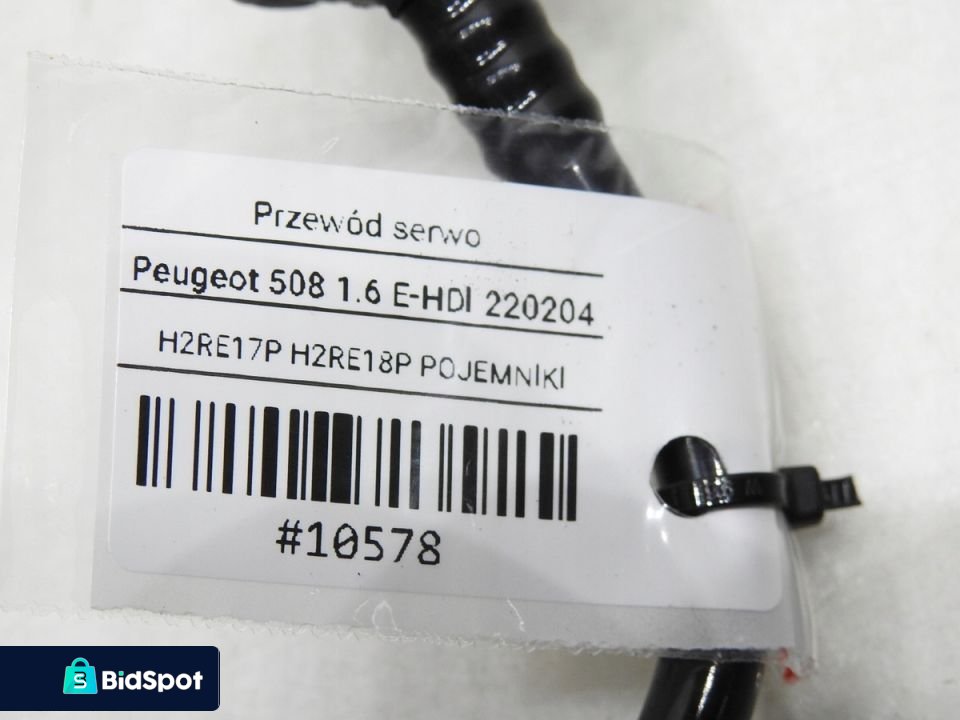 Przewód serwo
Peugeot 508 1.6 E-HDI 220204
H2RE17P H2RE18P POJEMNIKI
#10578
BidSpot